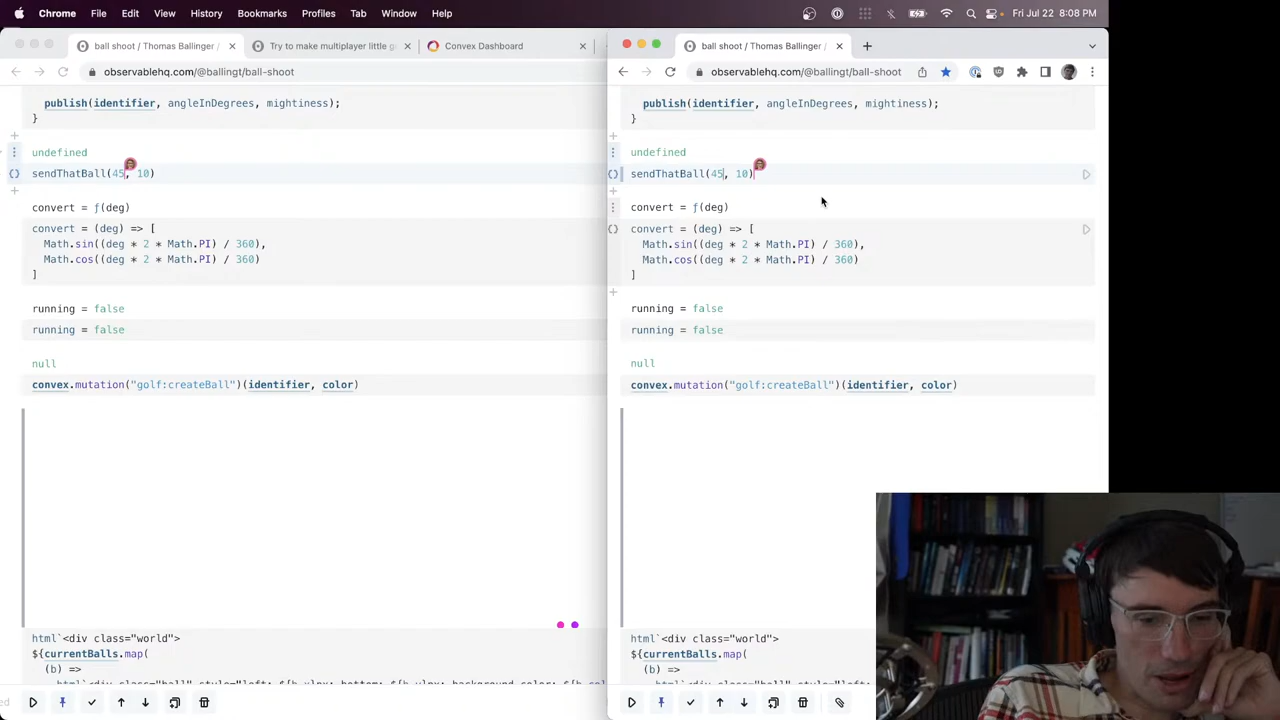 Chrome File Edit View History Bookmarks Profiles Tab Window Help Fri Jul 22 8:08 PM
ball shoot / Thomas Ballinger /
Try to make multiplayer little g
Convex Dashboard
observablehq.com/@ballingt/ball-shoot
publish(identifier, angleInDegrees, mightiness);
}
undefined
sendThatBall(45, 10)
convert = ƒ(deg)
convert = (deg) => [
Math.sin((deg * 2 * Math.PI) / 360),
Math.cos((deg * 2 * Math.PI) / 360)
]
running = false
running = false
null
convex.mutation("golf:createBall")(identifier, color)
html`<div class="world">
${currentBalls.map(
(b) =>
ball shoot / Thomas Ballinger /
observablehq.com/@ballingt/ball-shoot
publish(identifier, angleInDegrees, mightiness);
}
undefined
sendThatBall(45, 10)
convert = ƒ(deg)
convert = (deg) => [
Math.sin((deg * 2 * Math.PI) / 360),
Math.cos((deg * 2 * Math.PI) / 360)
]
running = false
running = false
null
convex.mutation("golf:createBall")(identifier, color)
html`<div class="world">
${currentBalls.map(
(b) =>